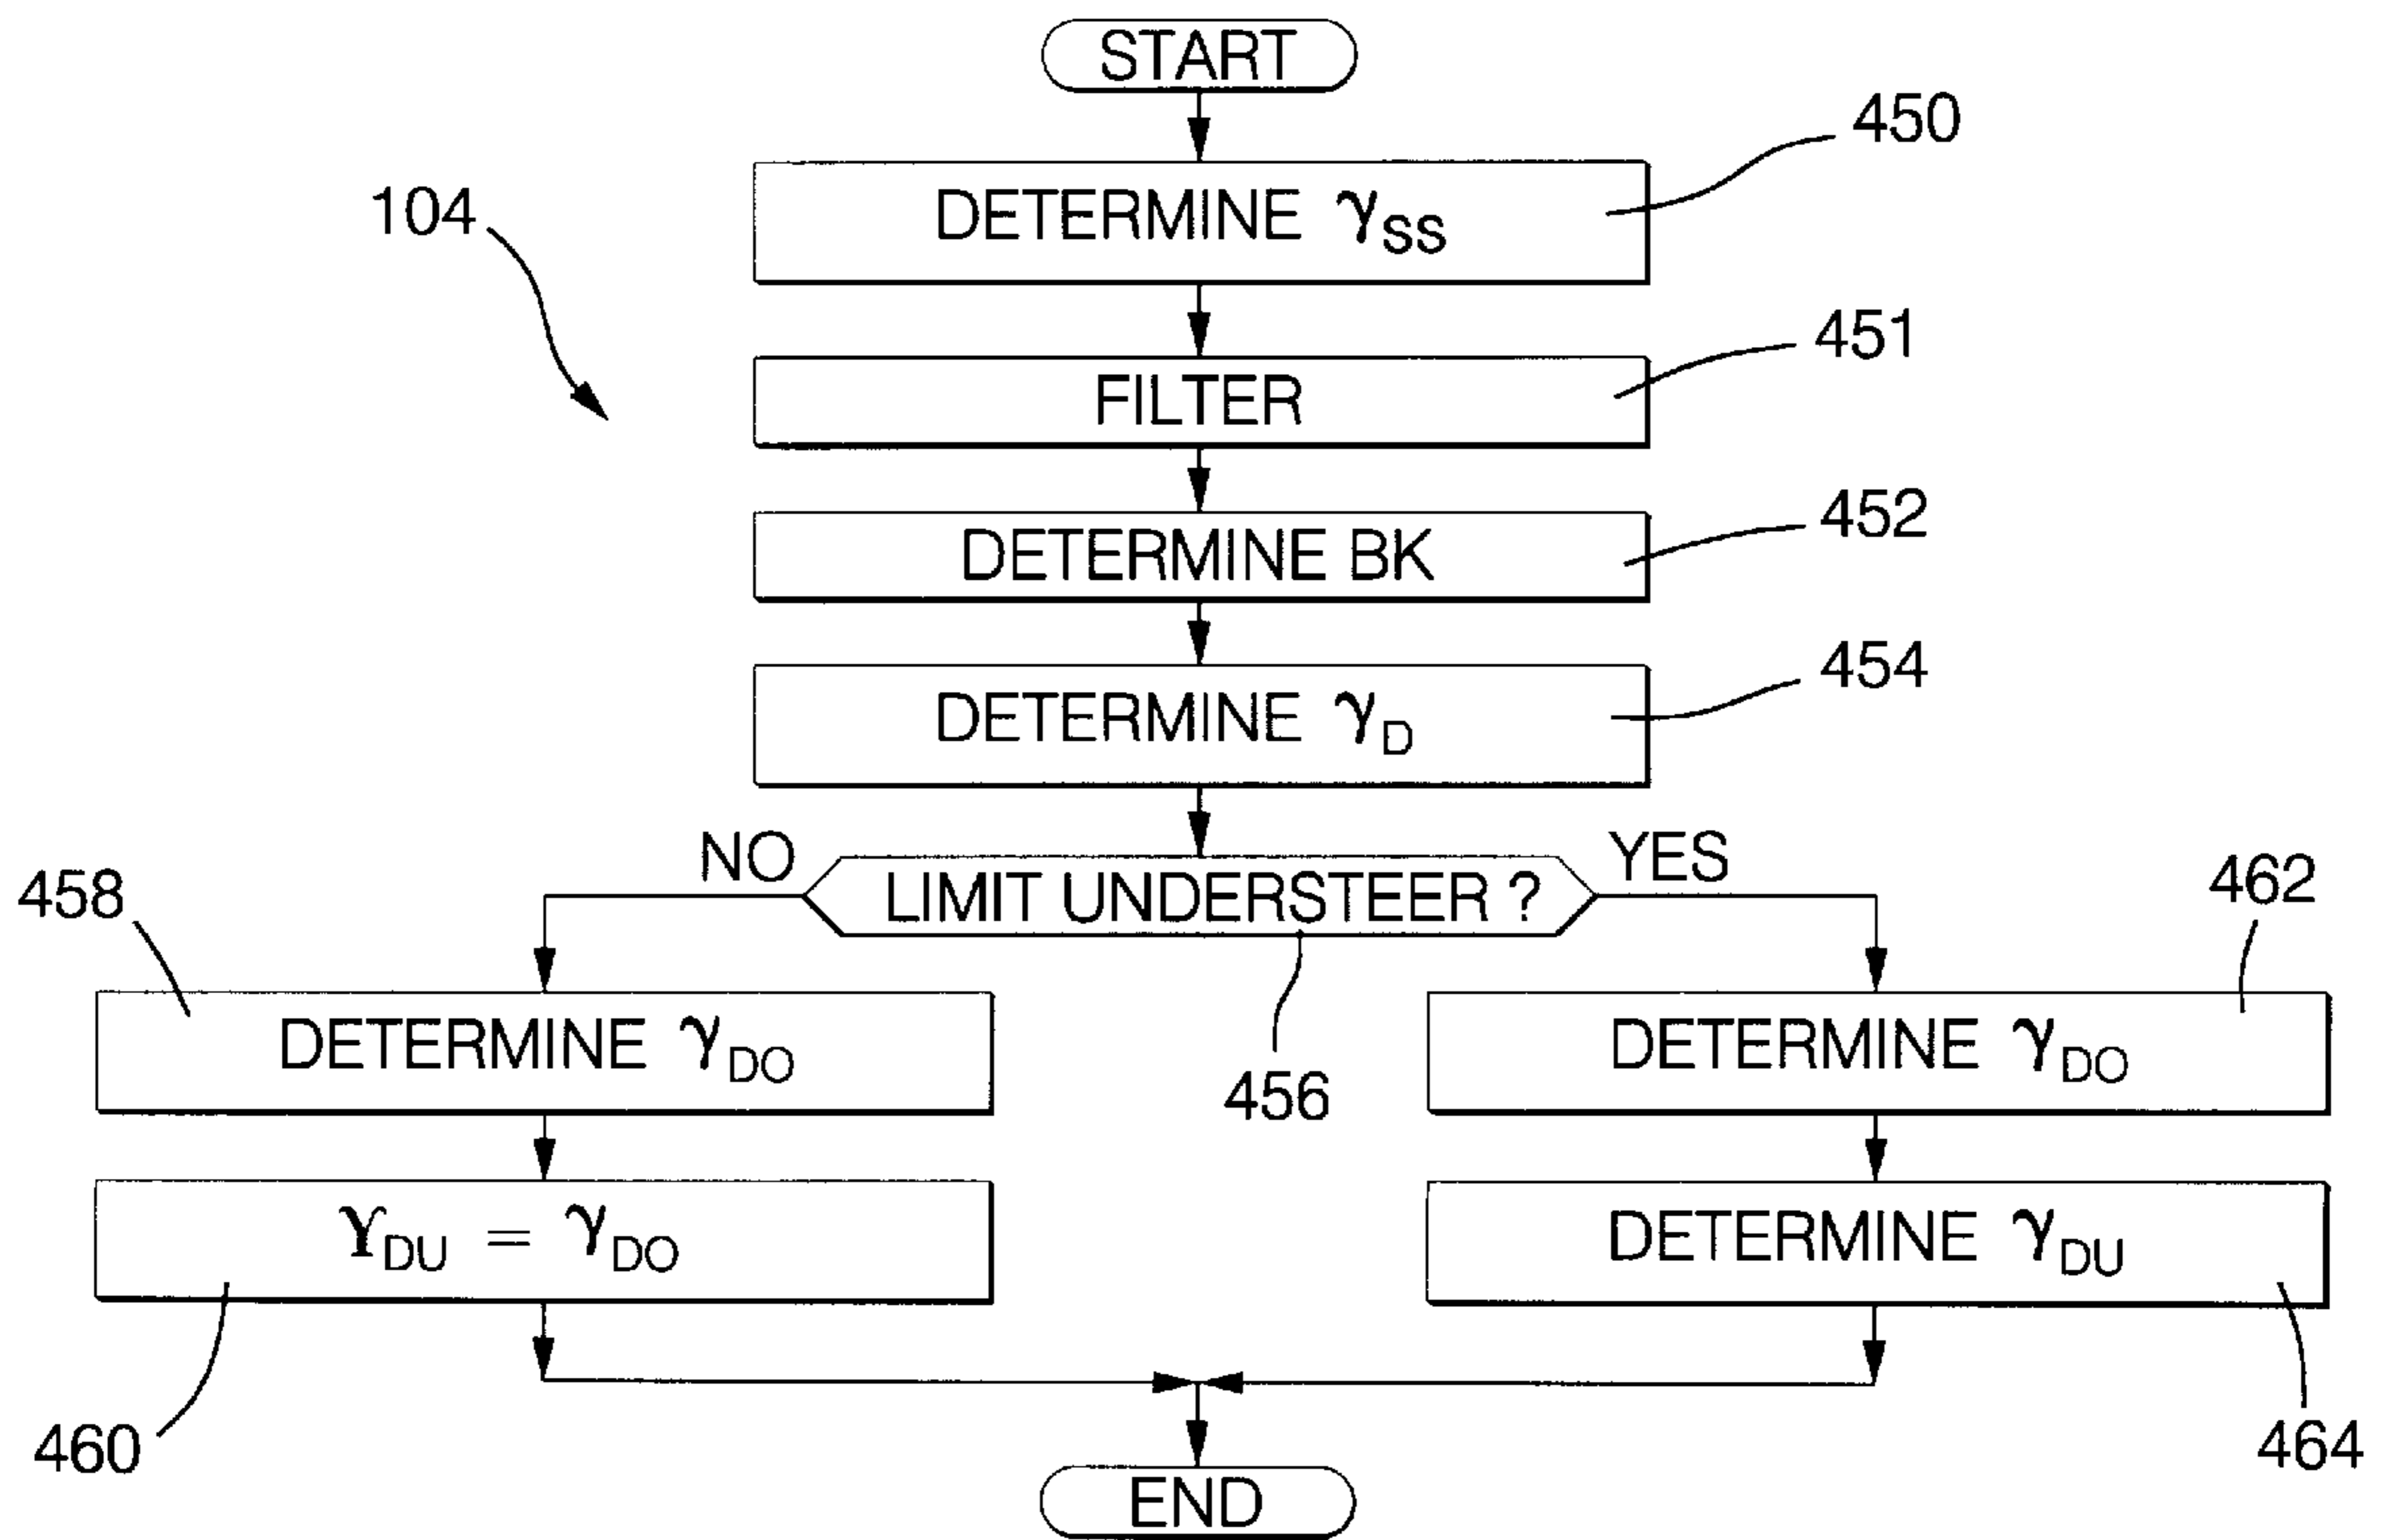 START
450
DETERMINE γSS
104
451
FILTER
452
DETERMINE BK
454
DETERMINE γD
NO
YES
LIMIT UNDERSTEER ?
458
462
DETERMINE γDO
456
DETERMINE γDO
γDU = γDO
DETERMINE γDU
460
464
END